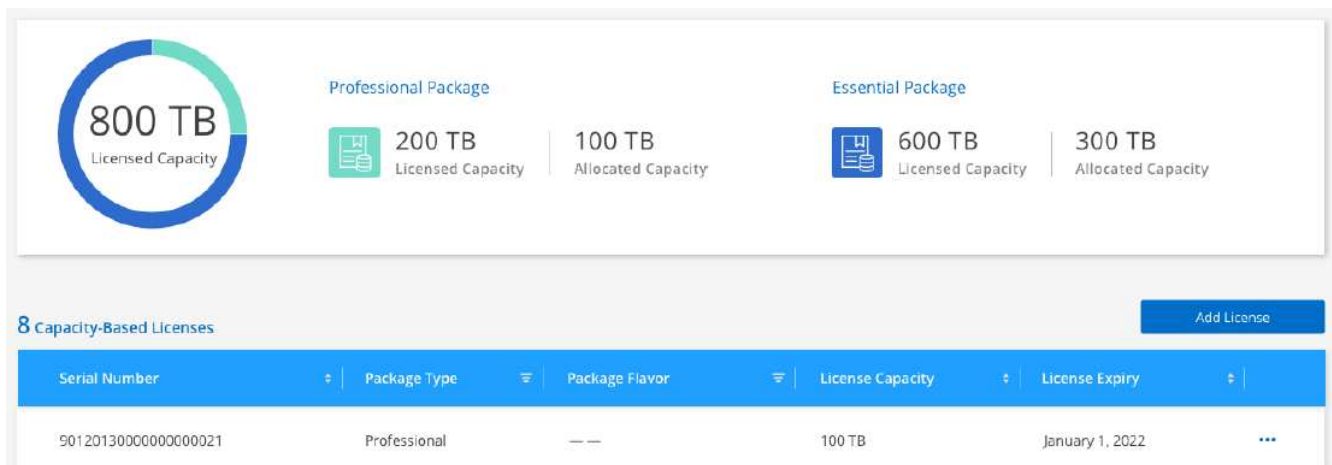 800 TB
Licensed Capacity
Professional Package
200 TB
Licensed Capacity
100 TB
Allocated Capacity
Essential Package
600 TB
Licensed Capacity
300 TB
Allocated Capacity
8 Capacity-Based Licenses
Add License
Serial Number Package Type Package Flavor License Capacity License Expiry
90120130000000000021 Professional — — 100 TB January 1, 2022 •••